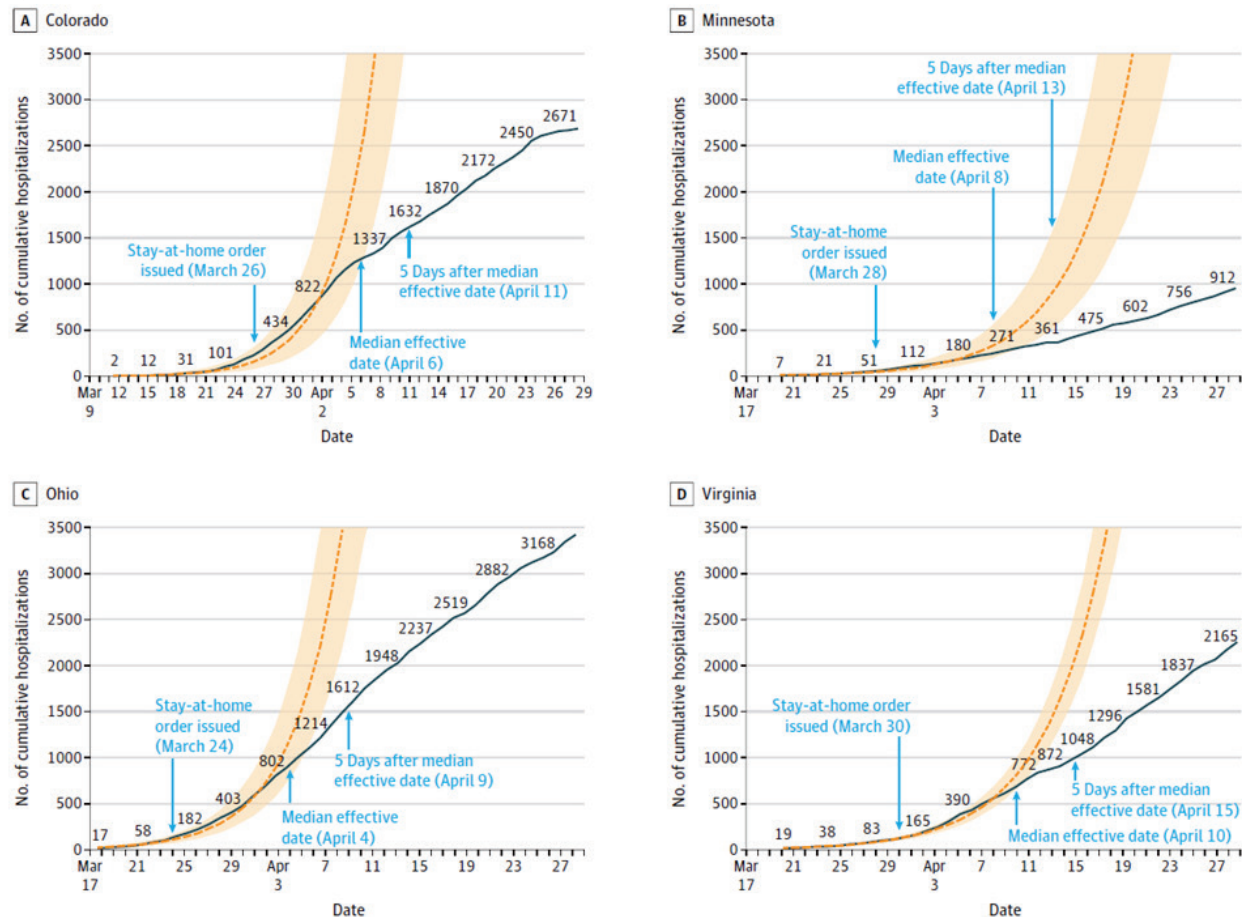 A Colorado
No. of cumulative hospitalizations
3500
3000
2500
2000
1500
1000
500
0
2671
2450
2172
1870
1632
1337
822
434
101
31
12
2
Stay-at-home order
issued (March 26)
5 Days after median
effective date (April 11)
Median effective
date (April 6)
Mar 12 15 18 21 24 27 30 Apr 5 8 11 14 17 20 23 26 29
9 2
Date
B Minnesota
No. of cumulative hospitalizations
3500
3000
2500
2000
1500
1000
500
0
5 Days after median
effective date (April 13)
Median effective
date (April 8)
Stay-at-home
order issued
(March 28)
7 21 51 112 180 271 361 475 602 756 912
Mar 21 25 29 Apr 7 11 15 19 23 27
17 3
Date
C Ohio
No. of cumulative hospitalizations
3500
3000
2500
2000
1500
1000
500
0
3168
2882
2519
2237
1948
1612
1214
802
403
182
58
17
Stay-at-home
order issued
(March 24)
5 Days after median
effective date (April 9)
Median effective
date (April 4)
Mar 21 25 29 Apr 7 11 15 19 23 27
17 3
Date
D Virginia
No. of cumulative hospitalizations
3500
3000
2500
2000
1500
1000
500
0
2165
1837
1581
1296
1048
872
772
390
165
83
38
19
Stay-at-home order
issued (March 30)
5 Days after median
effective date (April 15)
Median effective date (April 10)
Mar 21 25 29 Apr 7 11 15 19 23 27
17 3
Date